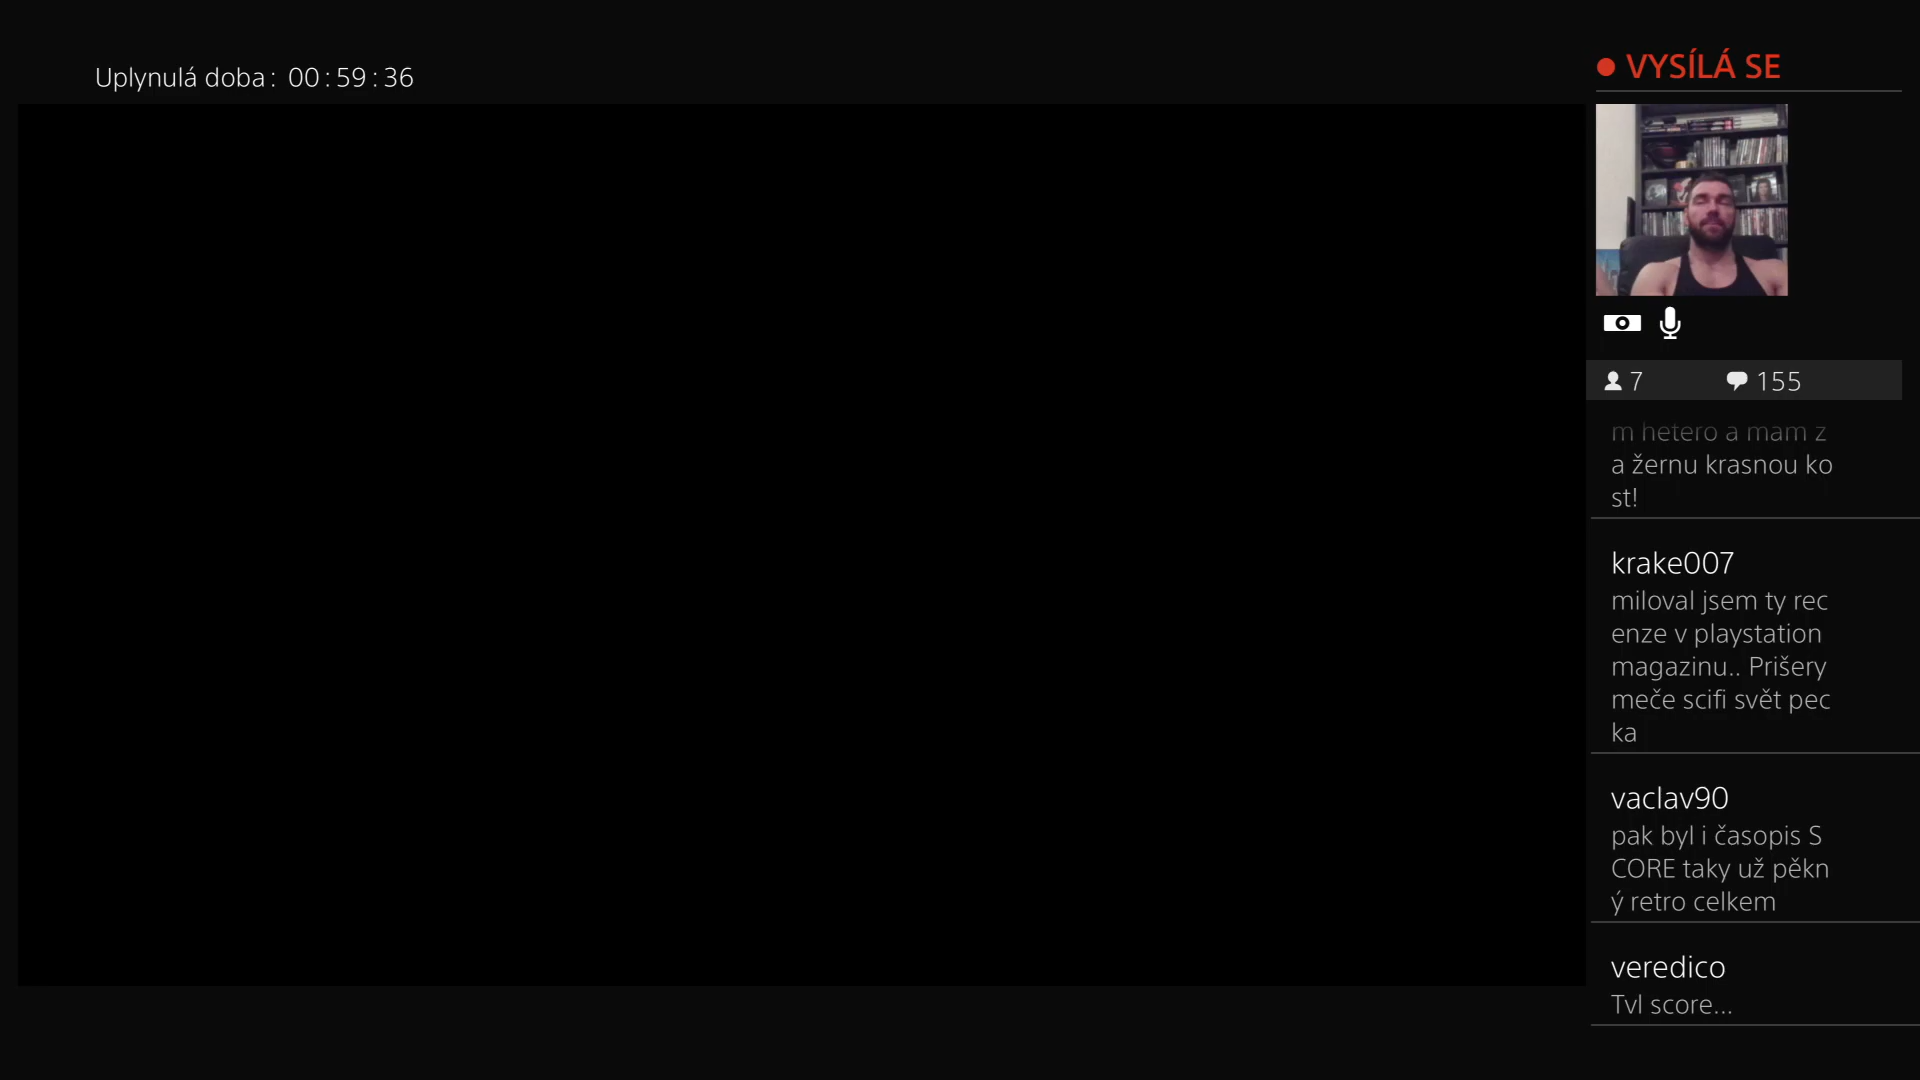 Uplynulá doba: 00:59:36
VYSÍLÁ SE
7 155
m hetero a mam z
a žernu krasnou ko
st!
krake007
miloval jsem ty rec
enze v playstation
magazinu.. Prišery
meče scifi svět pec
ka
vaclav90
pak byl i časopis S
CORE taky už pěkn
ý retro celkem
veredico
Tvl score...